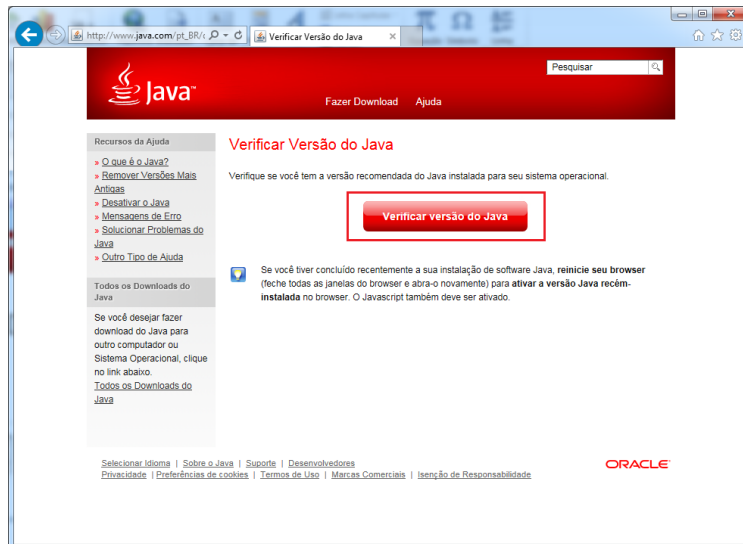 http://www.java.com/pt_BR/c
Verificar Versão do Java
Java™
Pesquisar
Fazer Download
Ajuda
Recursos da Ajuda
» O que é o Java?
» Remover Versões Mais
Antigas
» Desativar o Java
» Mensagens de Erro
» Solucionar Problemas do
Java
» Outro Tipo de Ajuda
Todos os Downloads do
Java
Se você desejar fazer
download do Java para
outro computador ou
Sistema Operacional, clique
no link abaixo.
Todos os Downloads do
Java
Verificar Versão do Java
Verifique se você tem a versão recomendada do Java instalada para seu sistema operacional.
Verificar versão do Java
Se você tiver concluído recentemente a sua instalação de software Java, reinicie seu browser
(feche todas as janelas do browser e abra-o novamente) para ativar a versão Java recém-
instalada no browser. O Javascript também deve ser ativado.
Selecionar Idioma | Sobre o Java | Suporte | Desenvolvedores
Privacidade | Preferências de cookies | Termos de Uso | Marcas Comerciais | Isenção de Responsabilidade
ORACLE